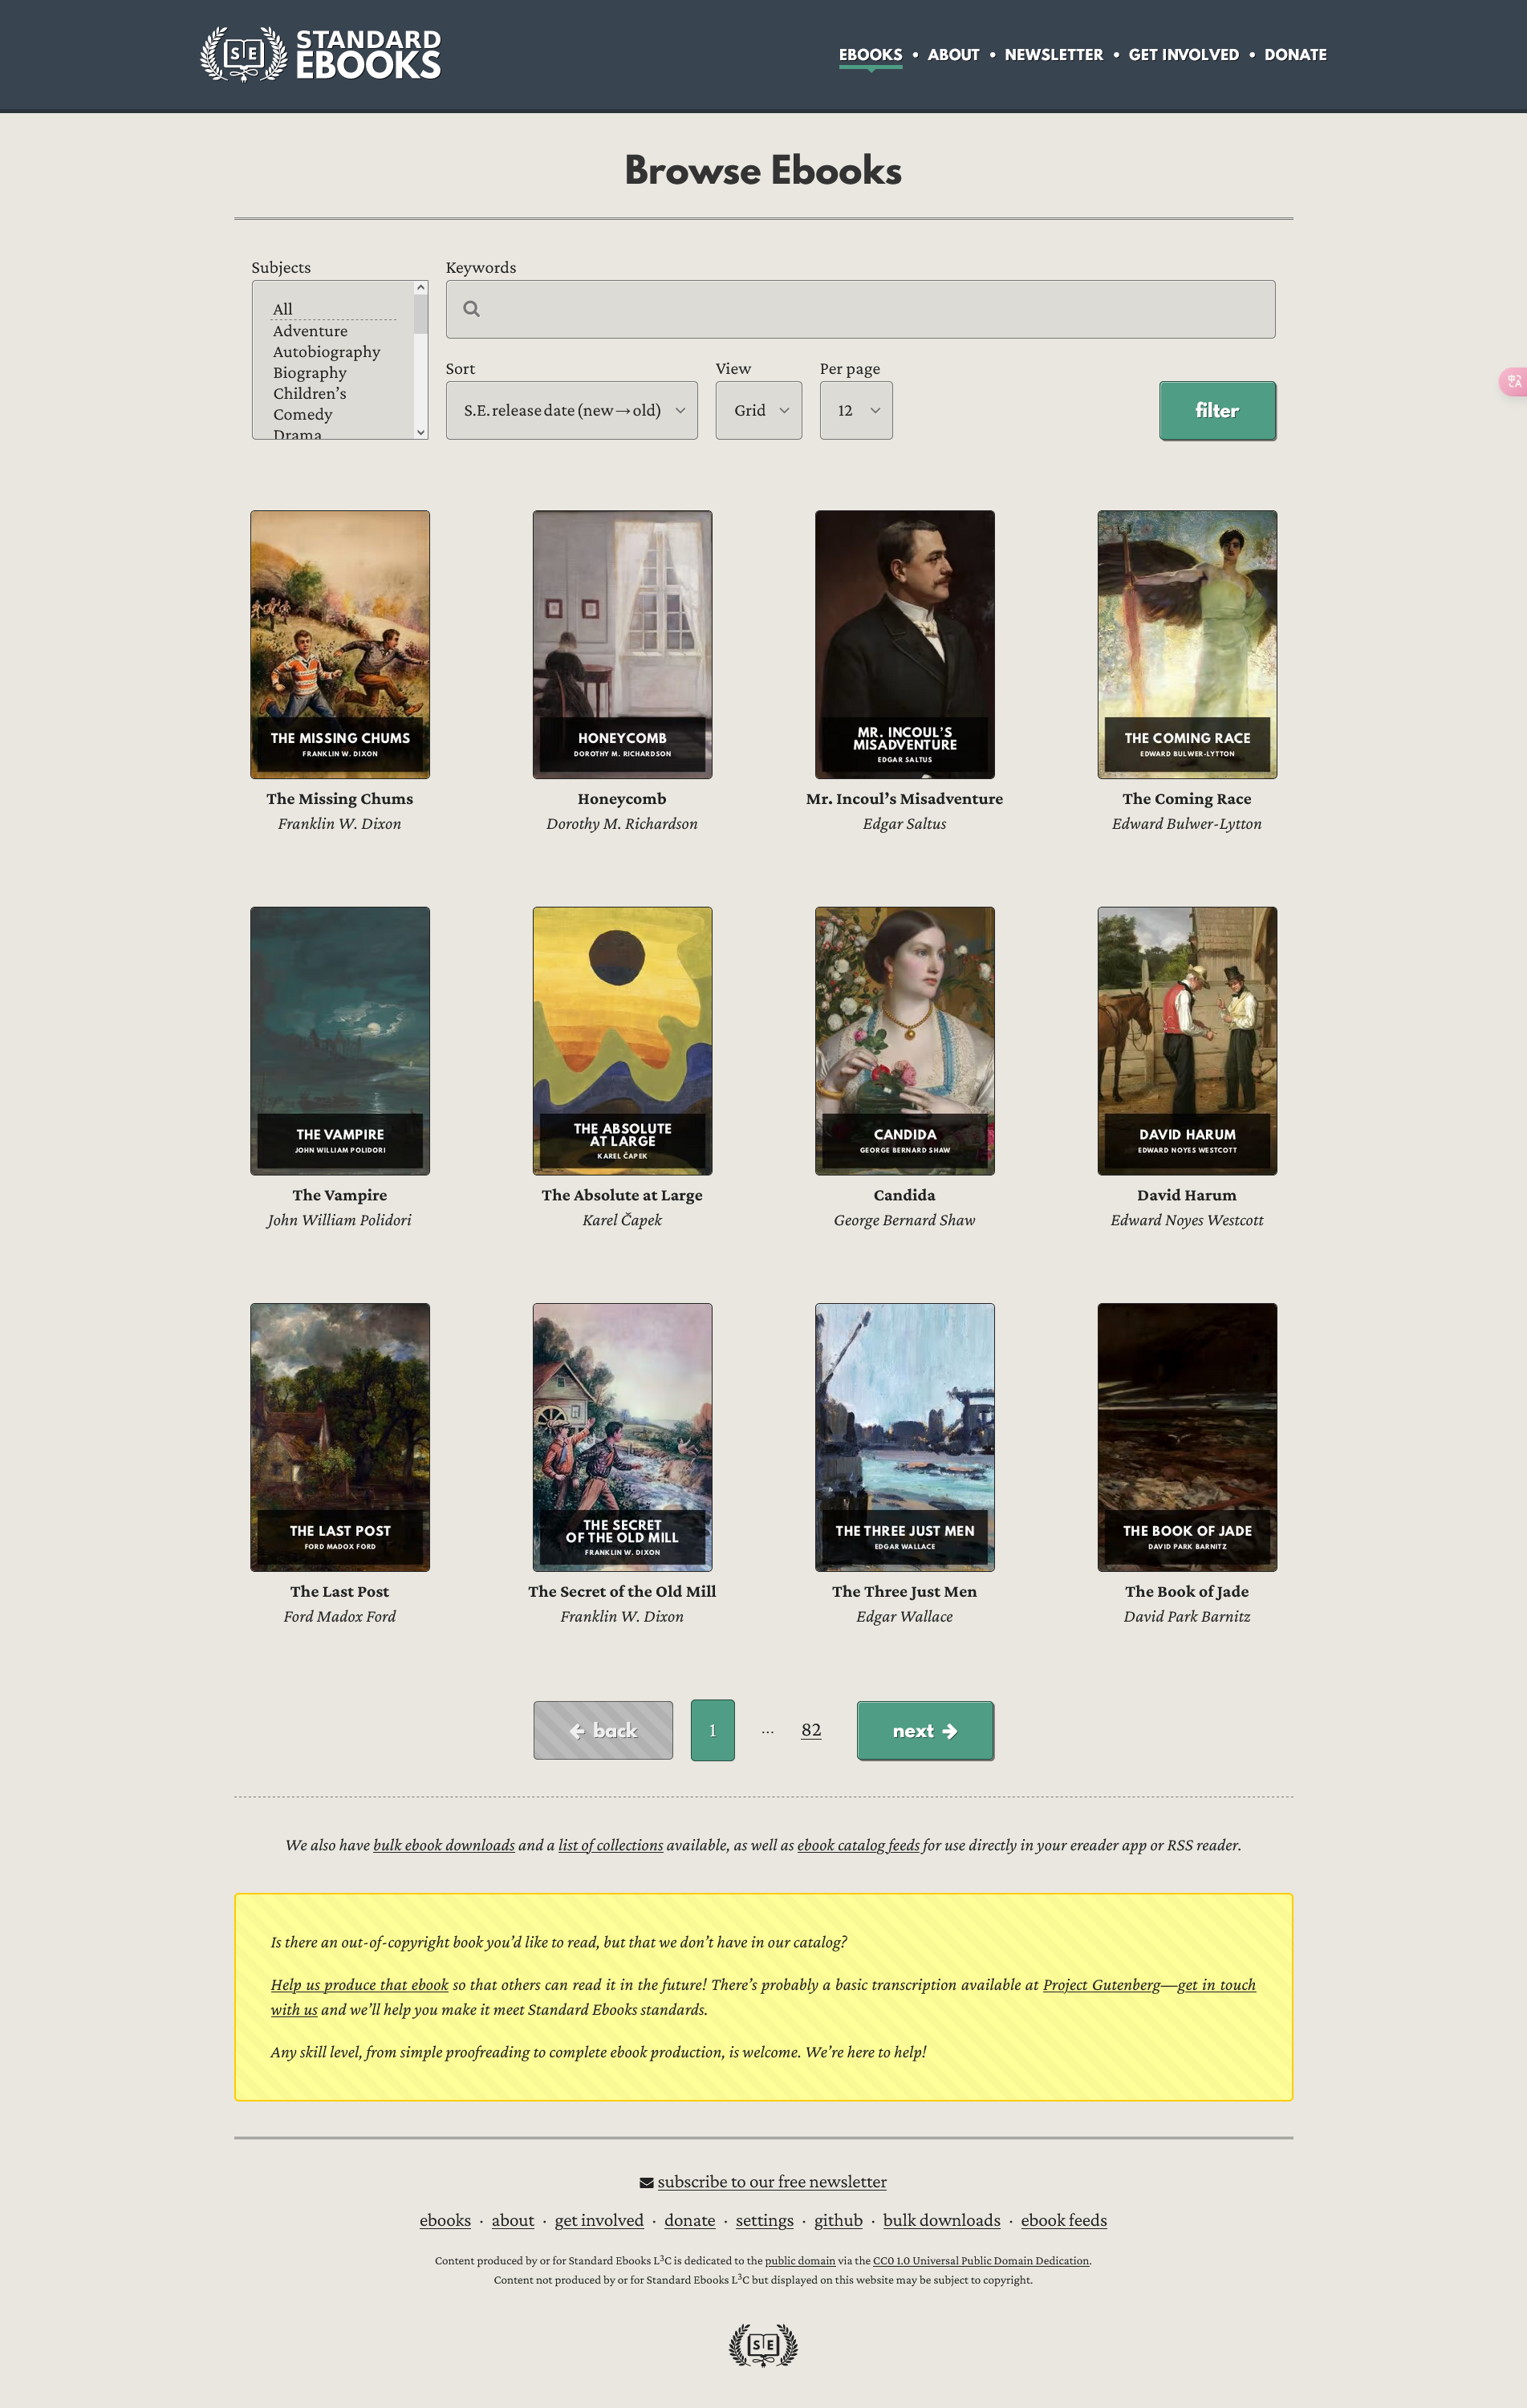 S E STANDARD
EBOOKS
EBOOKS • ABOUT • NEWSLETTER • GET INVOLVED • DONATE
Browse Ebooks
Subjects
All
Adventure
Autobiography
Biography
Children’s
Comedy
Drama
Keywords
Sort
S.E. release date (new → old)
View
Grid
Per page
12
filter
THE MISSING CHUMS
FRANKLIN W. DIXON
The Missing Chums
Franklin W. Dixon
HONEYCOMB
DOROTHY M. RICHARDSON
Honeycomb
Dorothy M. Richardson
MR. INCOUL’S
MISADVENTURE
EDGAR SALTUS
Mr. Incoul’s Misadventure
Edgar Saltus
THE COMING RACE
EDWARD BULWER-LYTTON
The Coming Race
Edward Bulwer-Lytton
THE VAMPIRE
JOHN WILLIAM POLIDORI
The Vampire
John William Polidori
THE ABSOLUTE
AT LARGE
KAREL ČAPEK
The Absolute at Large
Karel Čapek
CANDIDA
GEORGE BERNARD SHAW
Candida
George Bernard Shaw
DAVID HARUM
EDWARD NOYES WESTCOTT
David Harum
Edward Noyes Westcott
THE LAST POST
FORD MADOX FORD
The Last Post
Ford Madox Ford
THE SECRET
OF THE OLD MILL
FRANKLIN W. DIXON
The Secret of the Old Mill
Franklin W. Dixon
THE THREE JUST MEN
EDGAR WALLACE
The Three Just Men
Edgar Wallace
THE BOOK OF JADE
DAVID PARK BARNITZ
The Book of Jade
David Park Barnitz
← back 1 … 82 next →
We also have bulk ebook downloads and a list of collections available, as well as ebook catalog feeds for use directly in your ereader app or RSS reader.
Is there an out-of-copyright book you’d like to read, but that we don’t have in our catalog?
Help us produce that ebook so that others can read it in the future! There’s probably a basic transcription available at Project Gutenberg—get in touch
with us and we’ll help you make it meet Standard Ebooks standards.
Any skill level, from simple proofreading to complete ebook production, is welcome. We’re here to help!
subscribe to our free newsletter
ebooks · about · get involved · donate · settings · github · bulk downloads · ebook feeds
Content produced by or for Standard Ebooks L³C is dedicated to the public domain via the CC0 1.0 Universal Public Domain Dedication.
Content not produced by or for Standard Ebooks L³C but displayed on this website may be subject to copyright.
S E